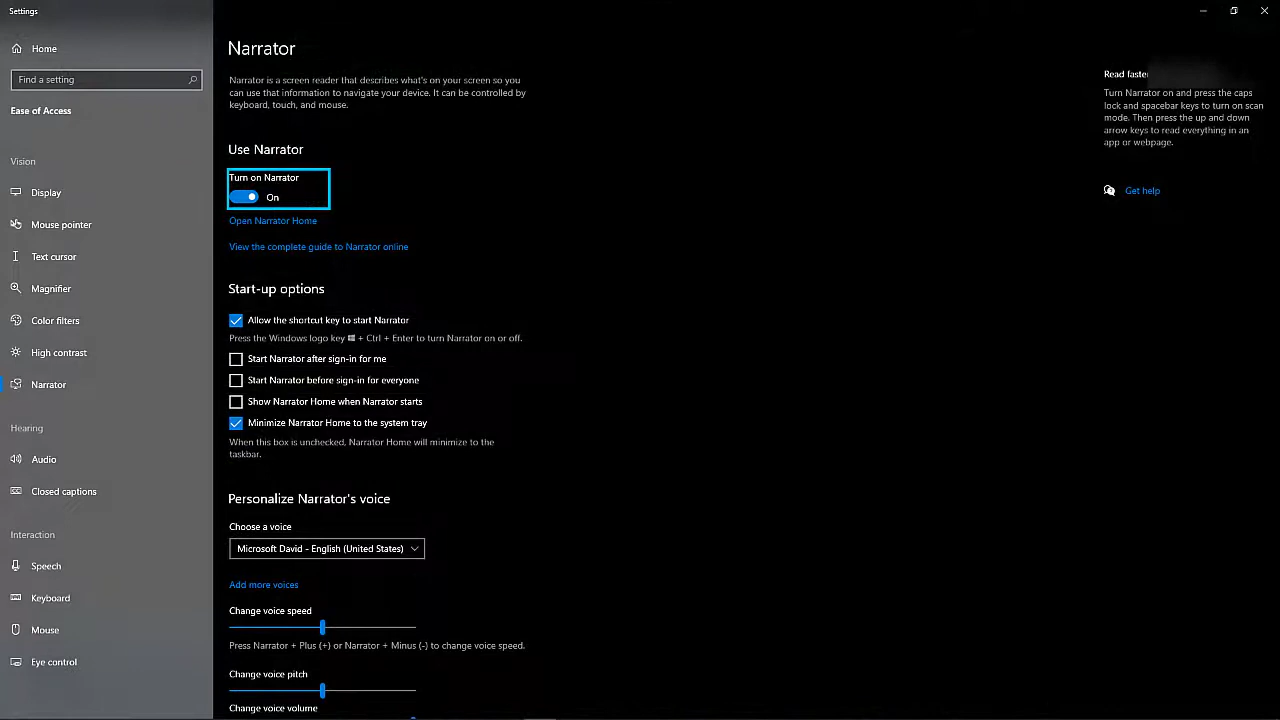 Settings
Home
Find a setting
Ease of Access
Vision
Display
Mouse pointer
Text cursor
Magnifier
Color filters
High contrast
Narrator
Hearing
Audio
Closed captions
Interaction
Speech
Keyboard
Mouse
Eye control
Narrator
Narrator is a screen reader that describes what's on your screen so you
can use that information to navigate your device. It can be controlled by
keyboard, touch, and mouse.
Use Narrator
Turn on Narrator
On
Open Narrator Home
View the complete guide to Narrator online
Start-up options
Allow the shortcut key to start Narrator
Press the Windows logo key + Ctrl + Enter to turn Narrator on or off.
Start Narrator after sign-in for me
Start Narrator before sign-in for everyone
Show Narrator Home when Narrator starts
Minimize Narrator Home to the system tray
When this box is unchecked, Narrator Home will minimize to the
taskbar.
Personalize Narrator's voice
Choose a voice
Microsoft David - English (United States)
Add more voices
Change voice speed
Press Narrator + Plus (+) or Narrator + Minus (-) to change voice speed.
Change voice pitch
Change voice volume
Read faster
Turn Narrator on and press the caps
lock and spacebar keys to turn on scan
mode. Then press the up and down
arrow keys to read everything in an
app or webpage.
Get help